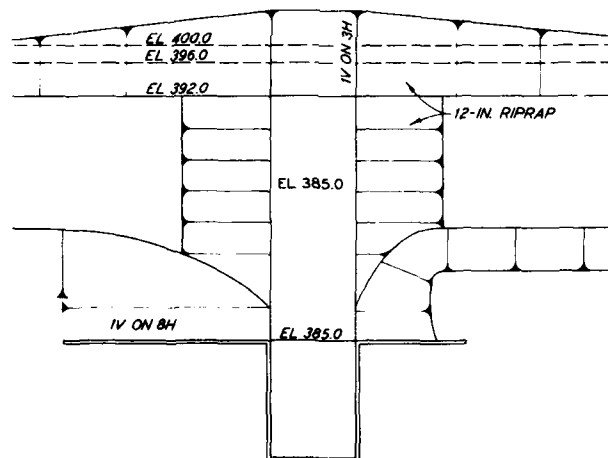 EL 400.0
EL 396.0
EL 392.0
1V ON 3H
12-IN. RIPRAP
EL 385.0
1V ON 8H
EL 385.0